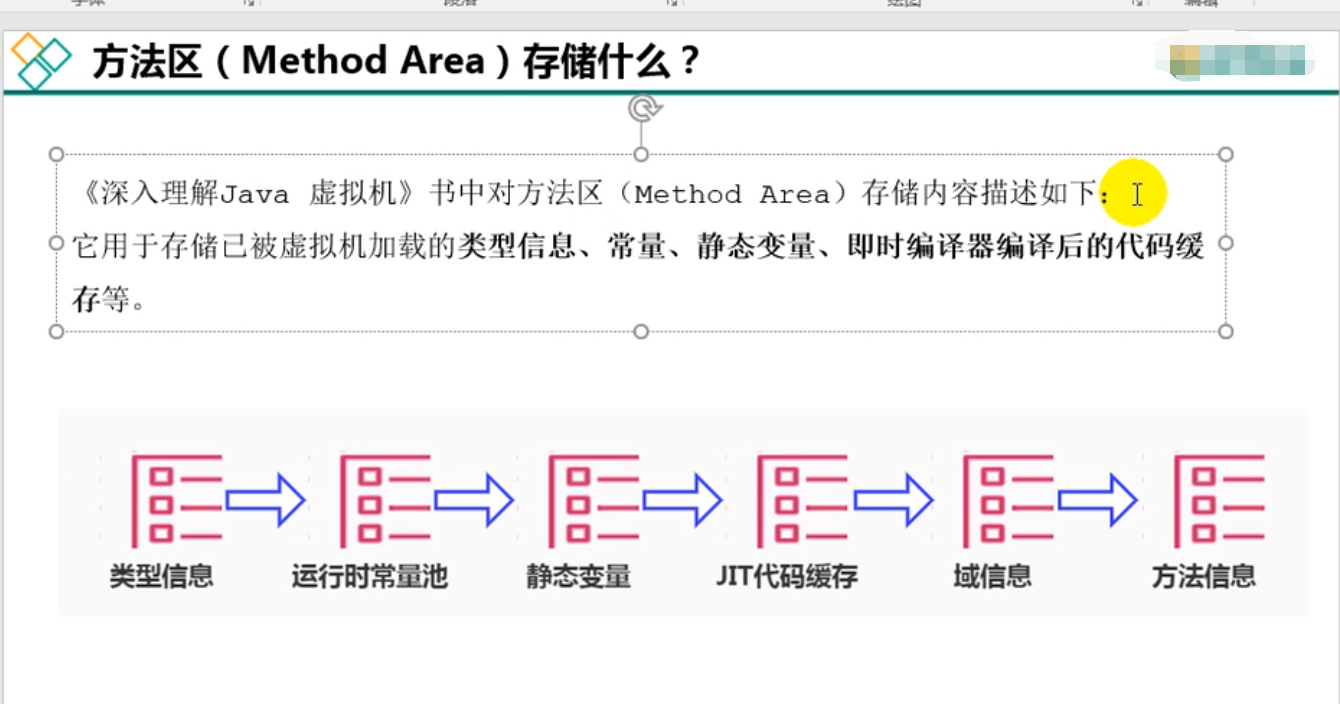 方法区（Method Area）存储什么？
《深入理解Java 虚拟机》书中对方法区（Method Area）存储内容描述如下：
它用于存储已被虚拟机加载的类型信息、常量、静态变量、即时编译器编译后的代码缓
存等。
类型信息
运行时常量池
静态变量
JIT代码缓存
域信息
方法信息